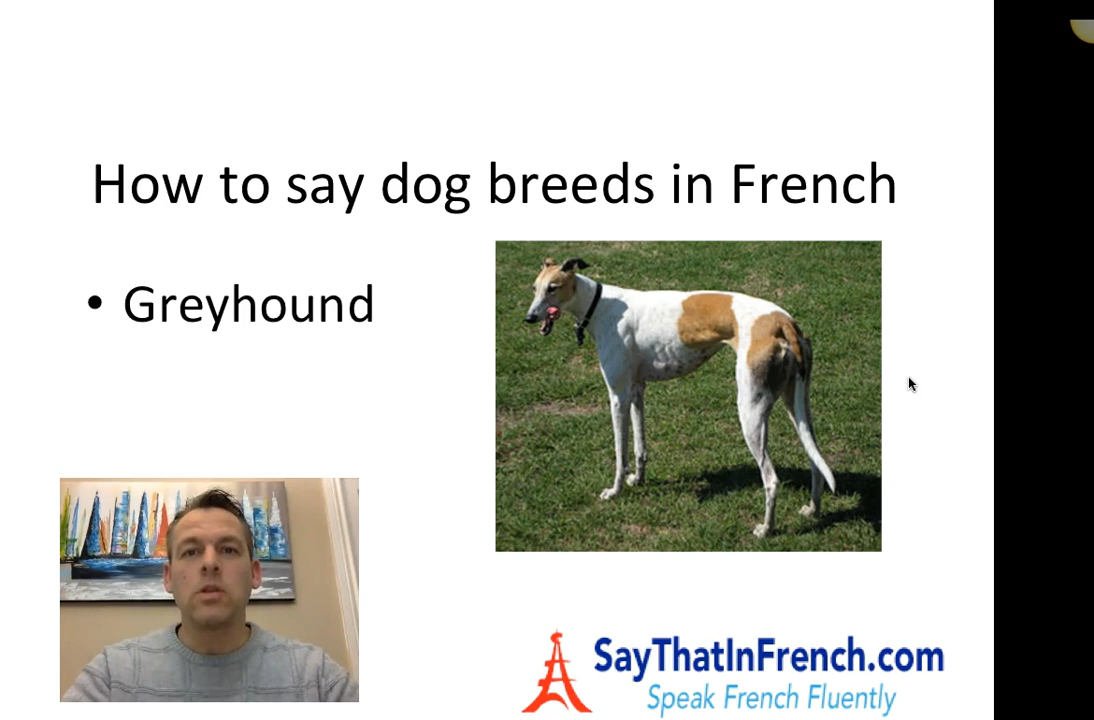 How to say dog breeds in French
• Greyhound
SayThatInFrench.com
Speak French Fluently